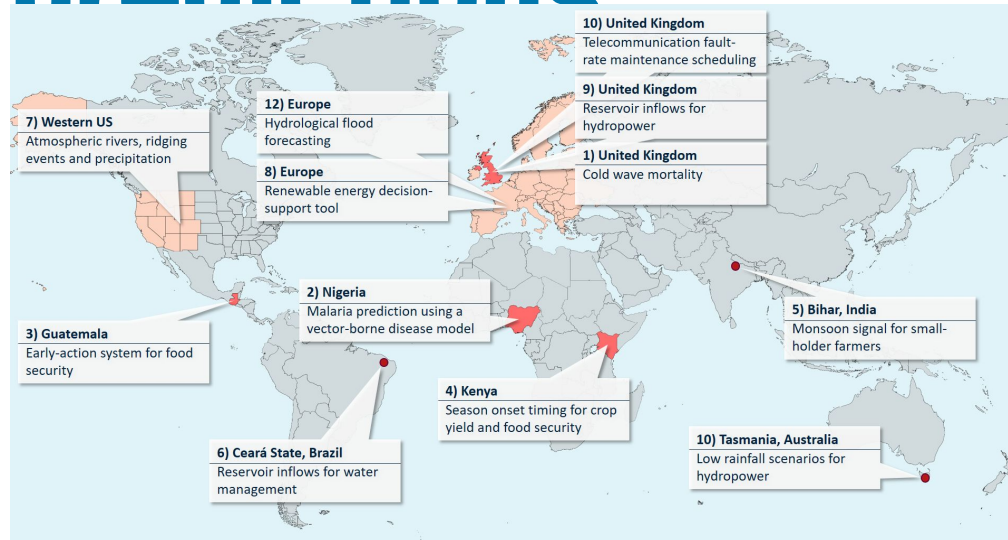 10) United Kingdom
Telecommunication fault-
rate maintenance scheduling
9) United Kingdom
Reservoir inflows for
hydropower
12) Europe
Hydrological flood
forecasting
7) Western US
Atmospheric rivers, ridging
events and precipitation
1) United Kingdom
Cold wave mortality
8) Europe
Renewable energy decision-
support tool
2) Nigeria
Malaria prediction using a
vector-borne disease model
5) Bihar, India
Monsoon signal for small-
holder farmers
3) Guatemala
Early-action system for food
security
4) Kenya
Season onset timing for crop
yield and food security
10) Tasmania, Australia
Low rainfall scenarios for
hydropower
6) Ceará State, Brazil
Reservoir inflows for water
management